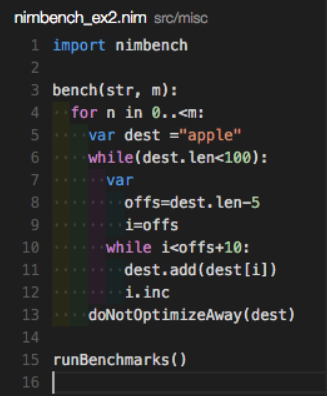 nimbench_ex2.nim src/misc
1 import nimbench
2
3 bench(str, m):
4 for n in 0..<m:
5 var dest ="apple"
6 while(dest.len<100):
7 var
8 offs=dest.len-5
9 i=offs
10 while i<offs+10:
11 dest.add(dest[i])
12 i.inc
13 doNotOptimizeAway(dest)
14
15 runBenchmarks()
16